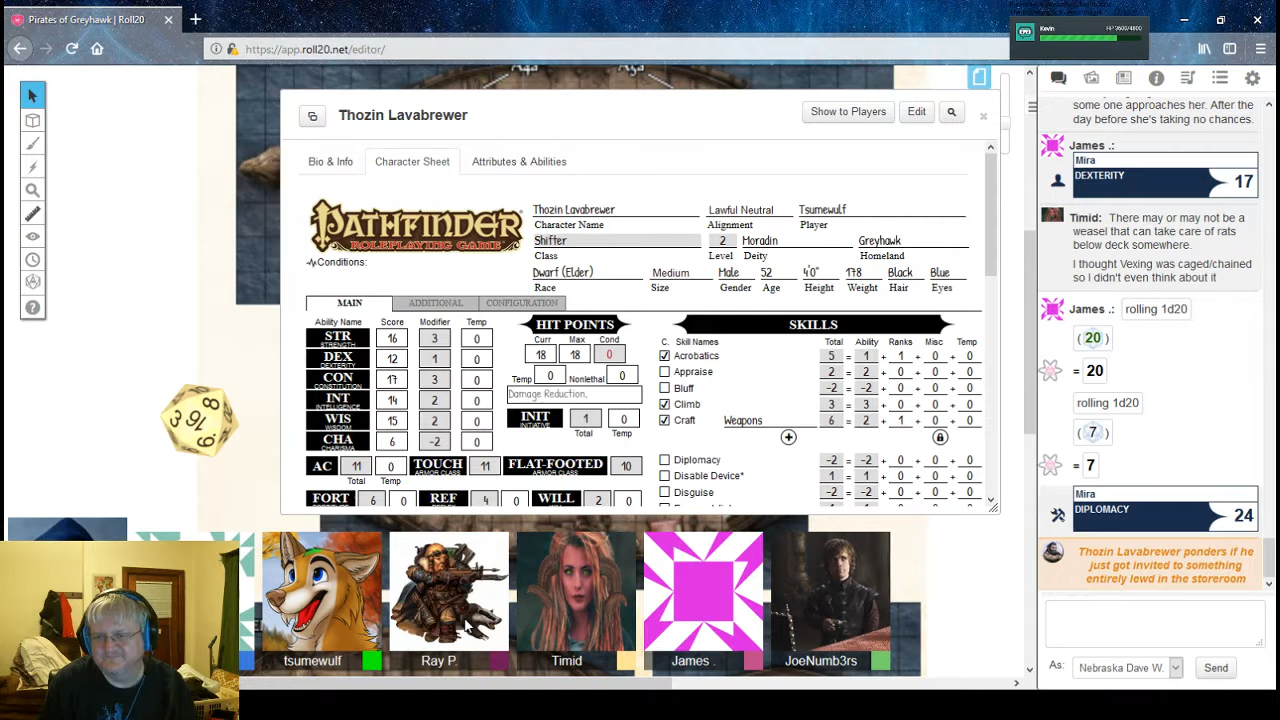 Pirates of Greyhawk | Roll20
Kevin HP 3600/4800
https://app.roll20.net/editor/
Thozin Lavabrewer
Show to Players Edit
Bio & Info Character Sheet Attributes & Abilities
PATHFINDER
ROLEPLAYING GAME
Conditions:
Thozin Lavabrewer Lawful Neutral Tsumewulf
Character Name Alignment Player
Shifter 2 Moradin Greyhawk
Class Level Deity Homeland
Dwarf (Elder) Medium Male 52 4'0" 178 Black Blue
Race Size Gender Age Height Weight Hair Eyes
MAIN ADDITIONAL CONFIGURATION
Ability Name Score Modifier Temp
STR STRENGTH 16 3 0
DEX DEXTERITY 12 1 0
CON CONSTITUTION 17 3 0
INT INTELLIGENCE 14 2 0
WIS WISDOM 15 2 0
CHA CHARISMA 6 -2 0
HIT POINTS
Curr Max Cond
18 18 0
Temp 0 Nonlethal 0
Damage Reduction,
INIT INITIATIVE 1 0
Total Temp
AC 11 0 TOUCH ARMOR CLASS 11 FLAT-FOOTED ARMOR CLASS 10
Total Temp
FORT 6 0 REF 4 0 WILL 2 0
SKILLS
C. Skill Names Total Ability Ranks Misc Temp
Acrobatics 5 = 1 + 1 + 0 + 0
Appraise 2 = 2 + 0 + 0 + 0
Bluff -2 = -2 + 0 + 0 + 0
Climb 3 = 3 + 0 + 0 + 0
Craft Weapons 6 = 2 + 1 + 0 + 0
Diplomacy -2 = -2 + 0 + 0 + 0
Disable Device* 1 = 1 + 0 + 0 + 0
Disguise -2 = -2 + 0 + 0 + 0
tsumewulf
Ray P.
Timid
James .
JoeNumb3rs
some one approaches her. After the
day before she's taking no chances.
James .:
Mira
DEXTERITY 17
Timid: There may or may not be a
weasel that can take care of rats
below deck somewhere.
I thought Vexing was caged/chained
so I didn't even think about it
James .: rolling 1d20
(20)
= 20
rolling 1d20
(7)
= 7
Mira
DIPLOMACY 24
Thozin Lavabrewer ponders if he
just got invited to something
entirely lewd in the storeroom
As: Nebraska Dave W. Send